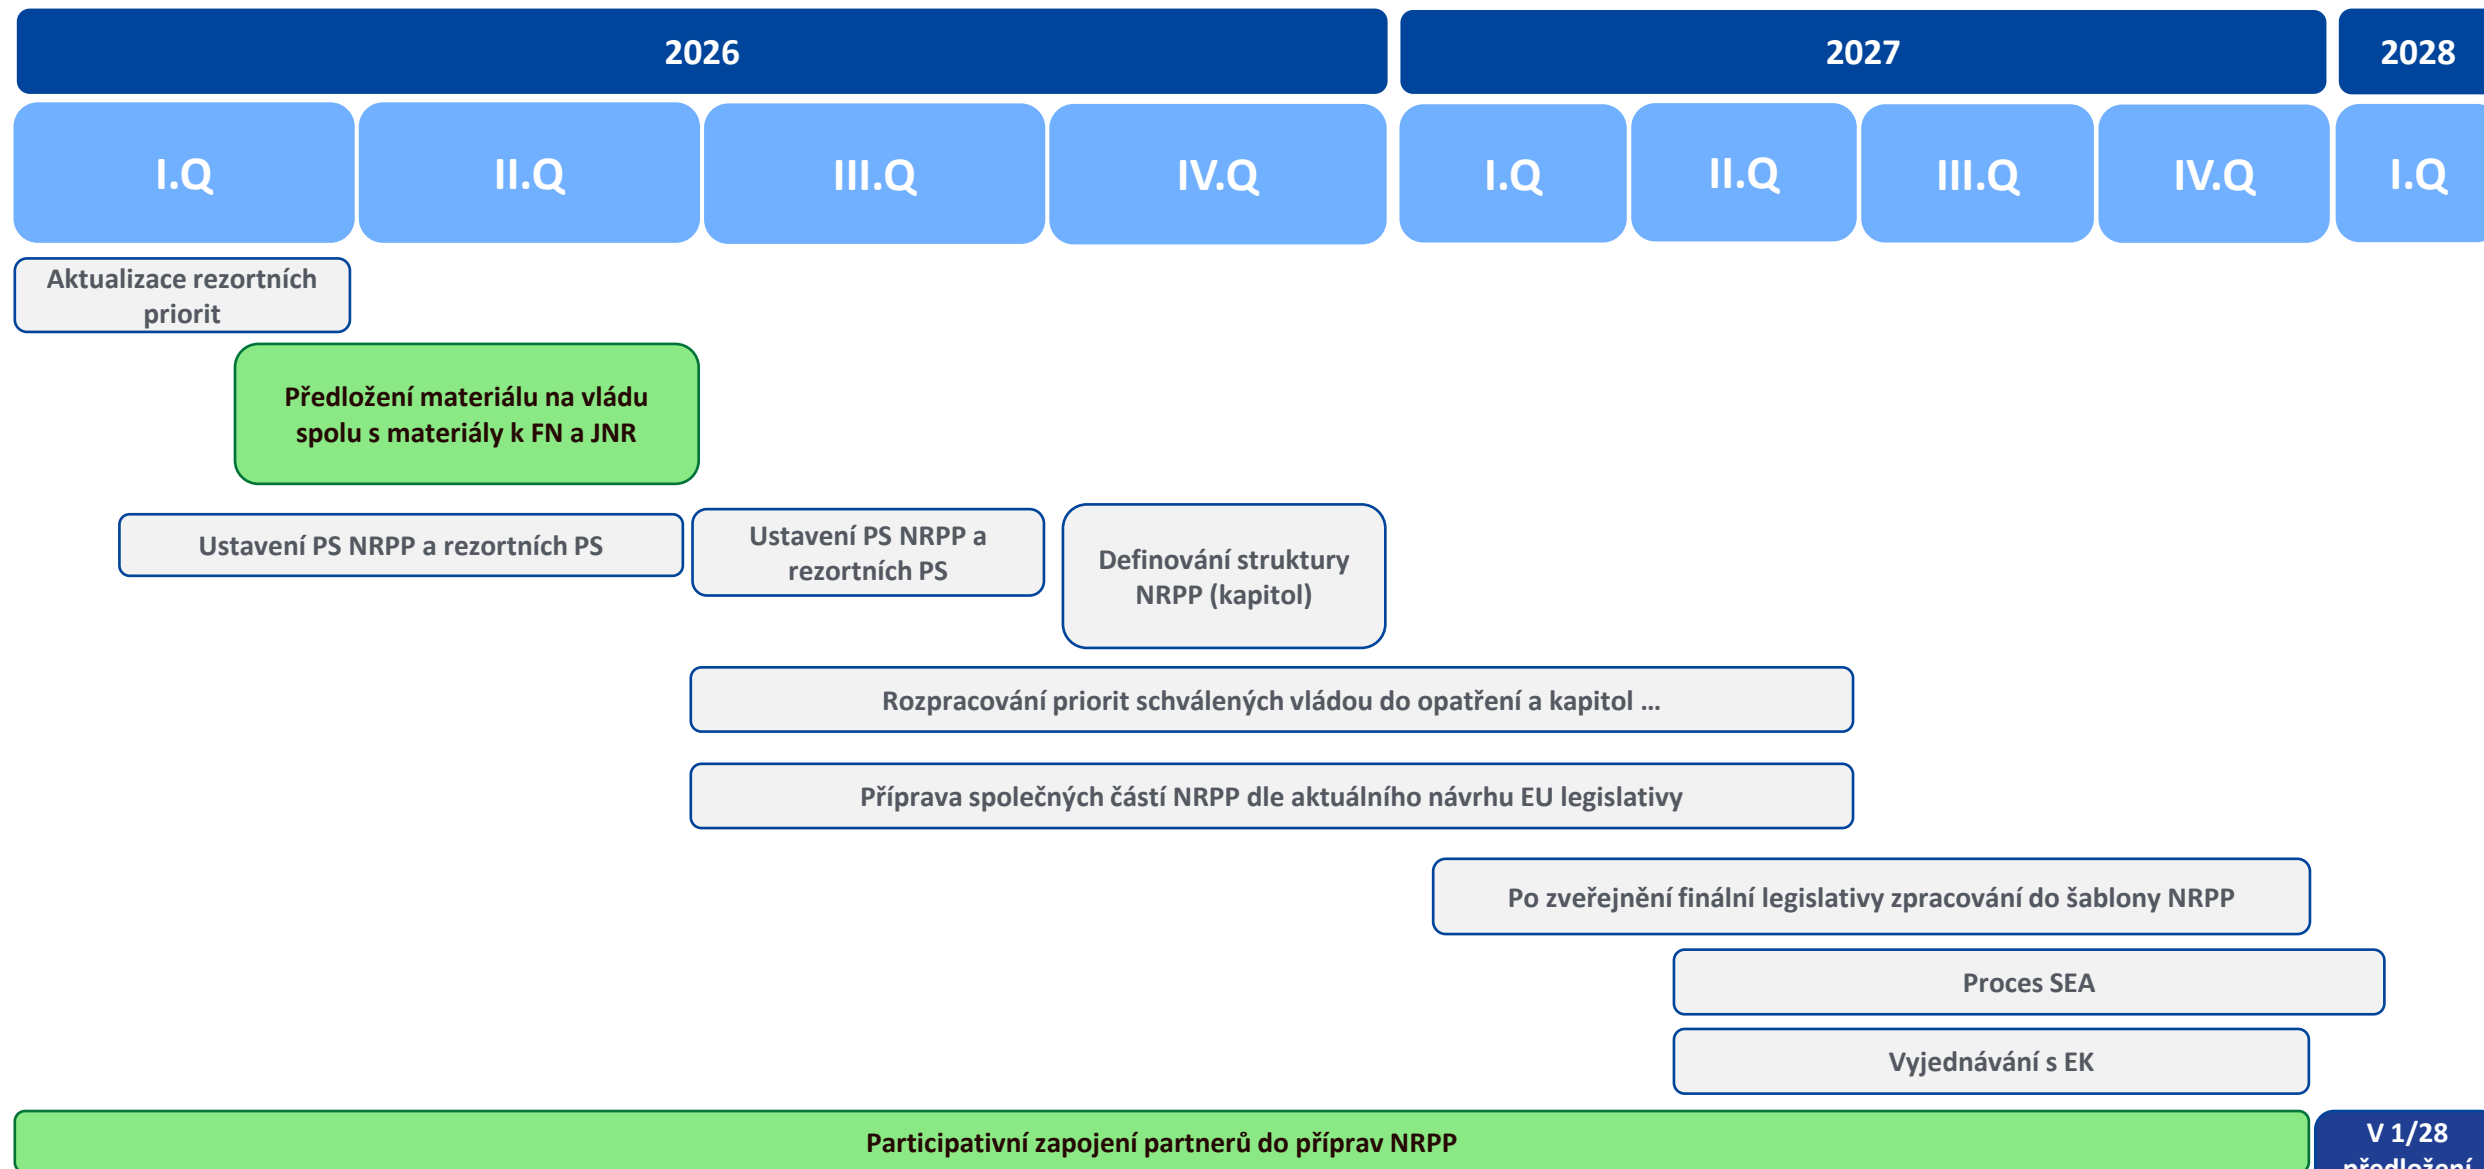 2026
2027
2028
I.Q
II.Q
III.Q
IV.Q
I.Q
II.Q
III.Q
IV.Q
I.Q
Aktualizace rezortních
priorit
Předložení materiálu na vládu
spolu s materiály k FN a JNR
Ustavení PS NRPP a rezortních PS
Ustavení PS NRPP a
rezortních PS
Definování struktury
NRPP (kapitol)
Rozpracování priorit schválených vládou do opatření a kapitol ...
Příprava společných částí NRPP dle aktuálního návrhu EU legislativy
Po zveřejnění finální legislativy zpracování do šablony NRPP
Proces SEA
Vyjednávání s EK
Participativní zapojení partnerů do příprav NRPP
V 1/28
předložení